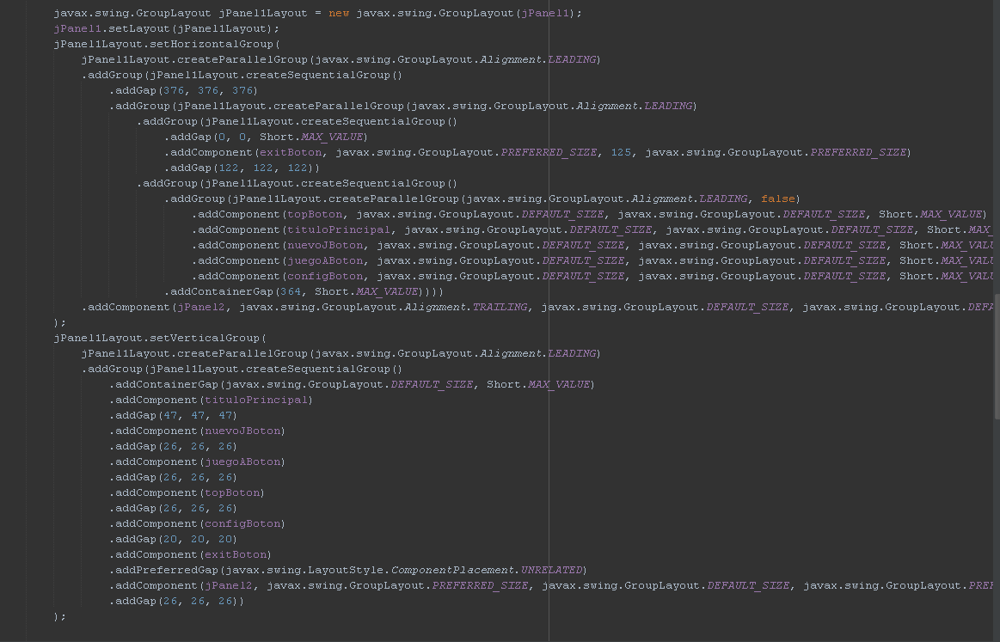 javax.swing.GroupLayout jPanel1Layout = new javax.swing.GroupLayout(jPanel1);
jPanel1.setLayout(jPanel1Layout);
jPanel1Layout.setHorizontalGroup(
jPanel1Layout.createParallelGroup(javax.swing.GroupLayout.Alignment.LEADING)
.addGroup(jPanel1Layout.createSequentialGroup()
.addGap(376, 376, 376)
.addGroup(jPanel1Layout.createParallelGroup(javax.swing.GroupLayout.Alignment.LEADING)
.addGroup(jPanel1Layout.createSequentialGroup()
.addGap(0, 0, Short.MAX_VALUE)
.addComponent(exitBoton, javax.swing.GroupLayout.PREFERRED_SIZE, 125, javax.swing.GroupLayout.PREFERRED_SIZE)
.addGap(122, 122, 122))
.addGroup(jPanel1Layout.createSequentialGroup()
.addGroup(jPanel1Layout.createParallelGroup(javax.swing.GroupLayout.Alignment.LEADING, false)
.addComponent(topBoton, javax.swing.GroupLayout.DEFAULT_SIZE, javax.swing.GroupLayout.DEFAULT_SIZE, Short.MAX_VALUE)
.addComponent(tituloPrincipal, javax.swing.GroupLayout.DEFAULT_SIZE, javax.swing.GroupLayout.DEFAULT_SIZE, Short.MAX_
.addComponent(nuevoJBoton, javax.swing.GroupLayout.DEFAULT_SIZE, javax.swing.GroupLayout.DEFAULT_SIZE, Short.MAX_VALU
.addComponent(juegoABoton, javax.swing.GroupLayout.DEFAULT_SIZE, javax.swing.GroupLayout.DEFAULT_SIZE, Short.MAX_VALU
.addComponent(configBoton, javax.swing.GroupLayout.DEFAULT_SIZE, javax.swing.GroupLayout.DEFAULT_SIZE, Short.MAX_VALU
.addContainerGap(364, Short.MAX_VALUE))))
.addComponent(jPanel2, javax.swing.GroupLayout.Alignment.TRAILING, javax.swing.GroupLayout.DEFAULT_SIZE, javax.swing.GroupLayout.DEFA
);
jPanel1Layout.setVerticalGroup(
jPanel1Layout.createParallelGroup(javax.swing.GroupLayout.Alignment.LEADING)
.addGroup(jPanel1Layout.createSequentialGroup()
.addContainerGap(javax.swing.GroupLayout.DEFAULT_SIZE, Short.MAX_VALUE)
.addComponent(tituloPrincipal)
.addGap(47, 47, 47)
.addComponent(nuevoJBoton)
.addGap(26, 26, 26)
.addComponent(juegoABoton)
.addGap(26, 26, 26)
.addComponent(topBoton)
.addGap(26, 26, 26)
.addComponent(configBoton)
.addGap(20, 20, 20)
.addComponent(exitBoton)
.addPreferredGap(javax.swing.LayoutStyle.ComponentPlacement.UNRELATED)
.addComponent(jPanel2, javax.swing.GroupLayout.PREFERRED_SIZE, javax.swing.GroupLayout.DEFAULT_SIZE, javax.swing.GroupLayout.PREF
.addGap(26, 26, 26))
);